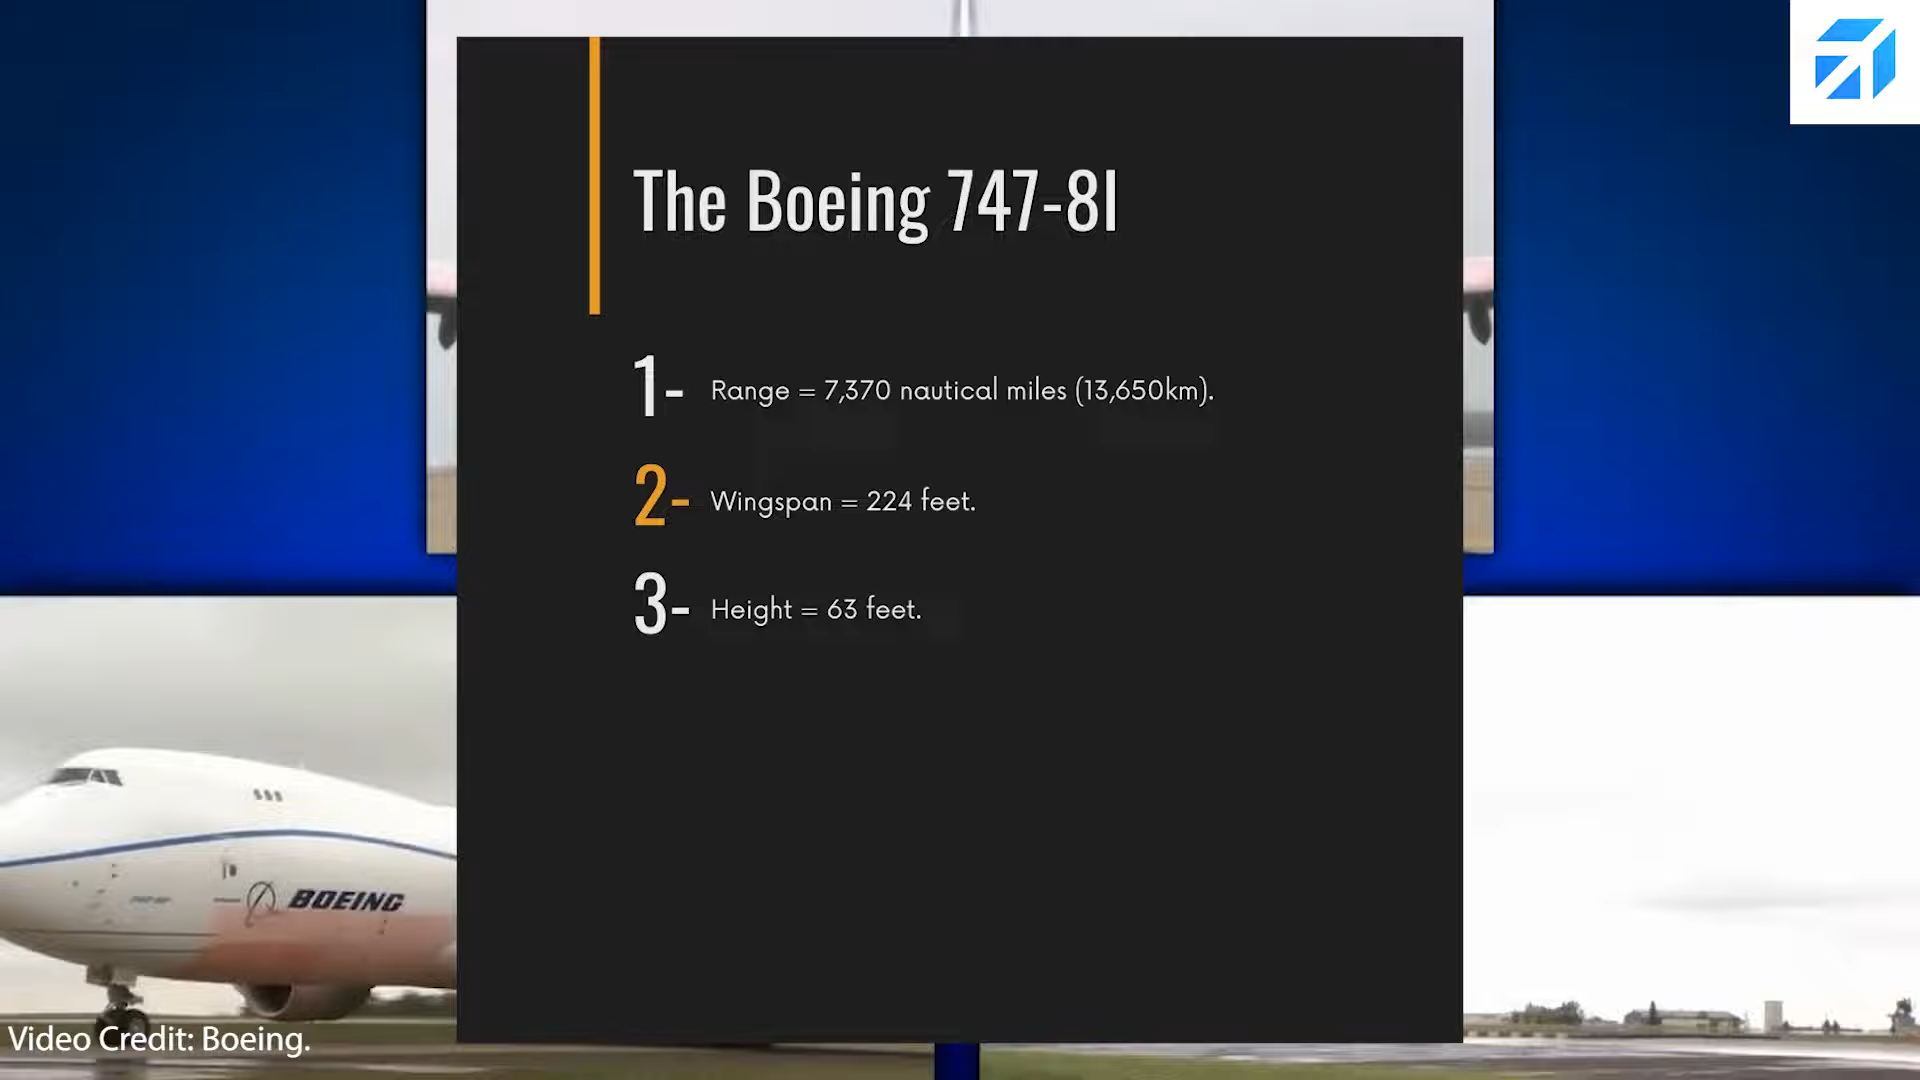 The Boeing 747-8I
1- Range = 7,370 nautical miles (13,650km).
2- Wingspan = 224 feet.
3- Height = 63 feet.
BOEING
Video Credit: Boeing.